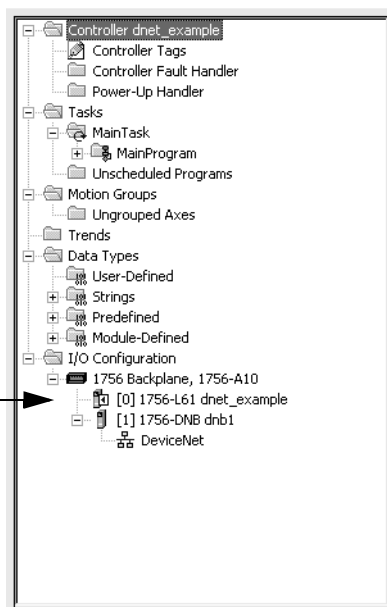 Controller dnet_example
Controller Tags
Controller Fault Handler
Power-Up Handler
Tasks
MainTask
MainProgram
Unscheduled Programs
Motion Groups
Ungrouped Axes
Trends
Data Types
User-Defined
Strings
Predefined
Module-Defined
I/O Configuration
1756 Backplane, 1756-A10
[0] 1756-L61 dnet_example
[1] 1756-DNB dnb1
DeviceNet